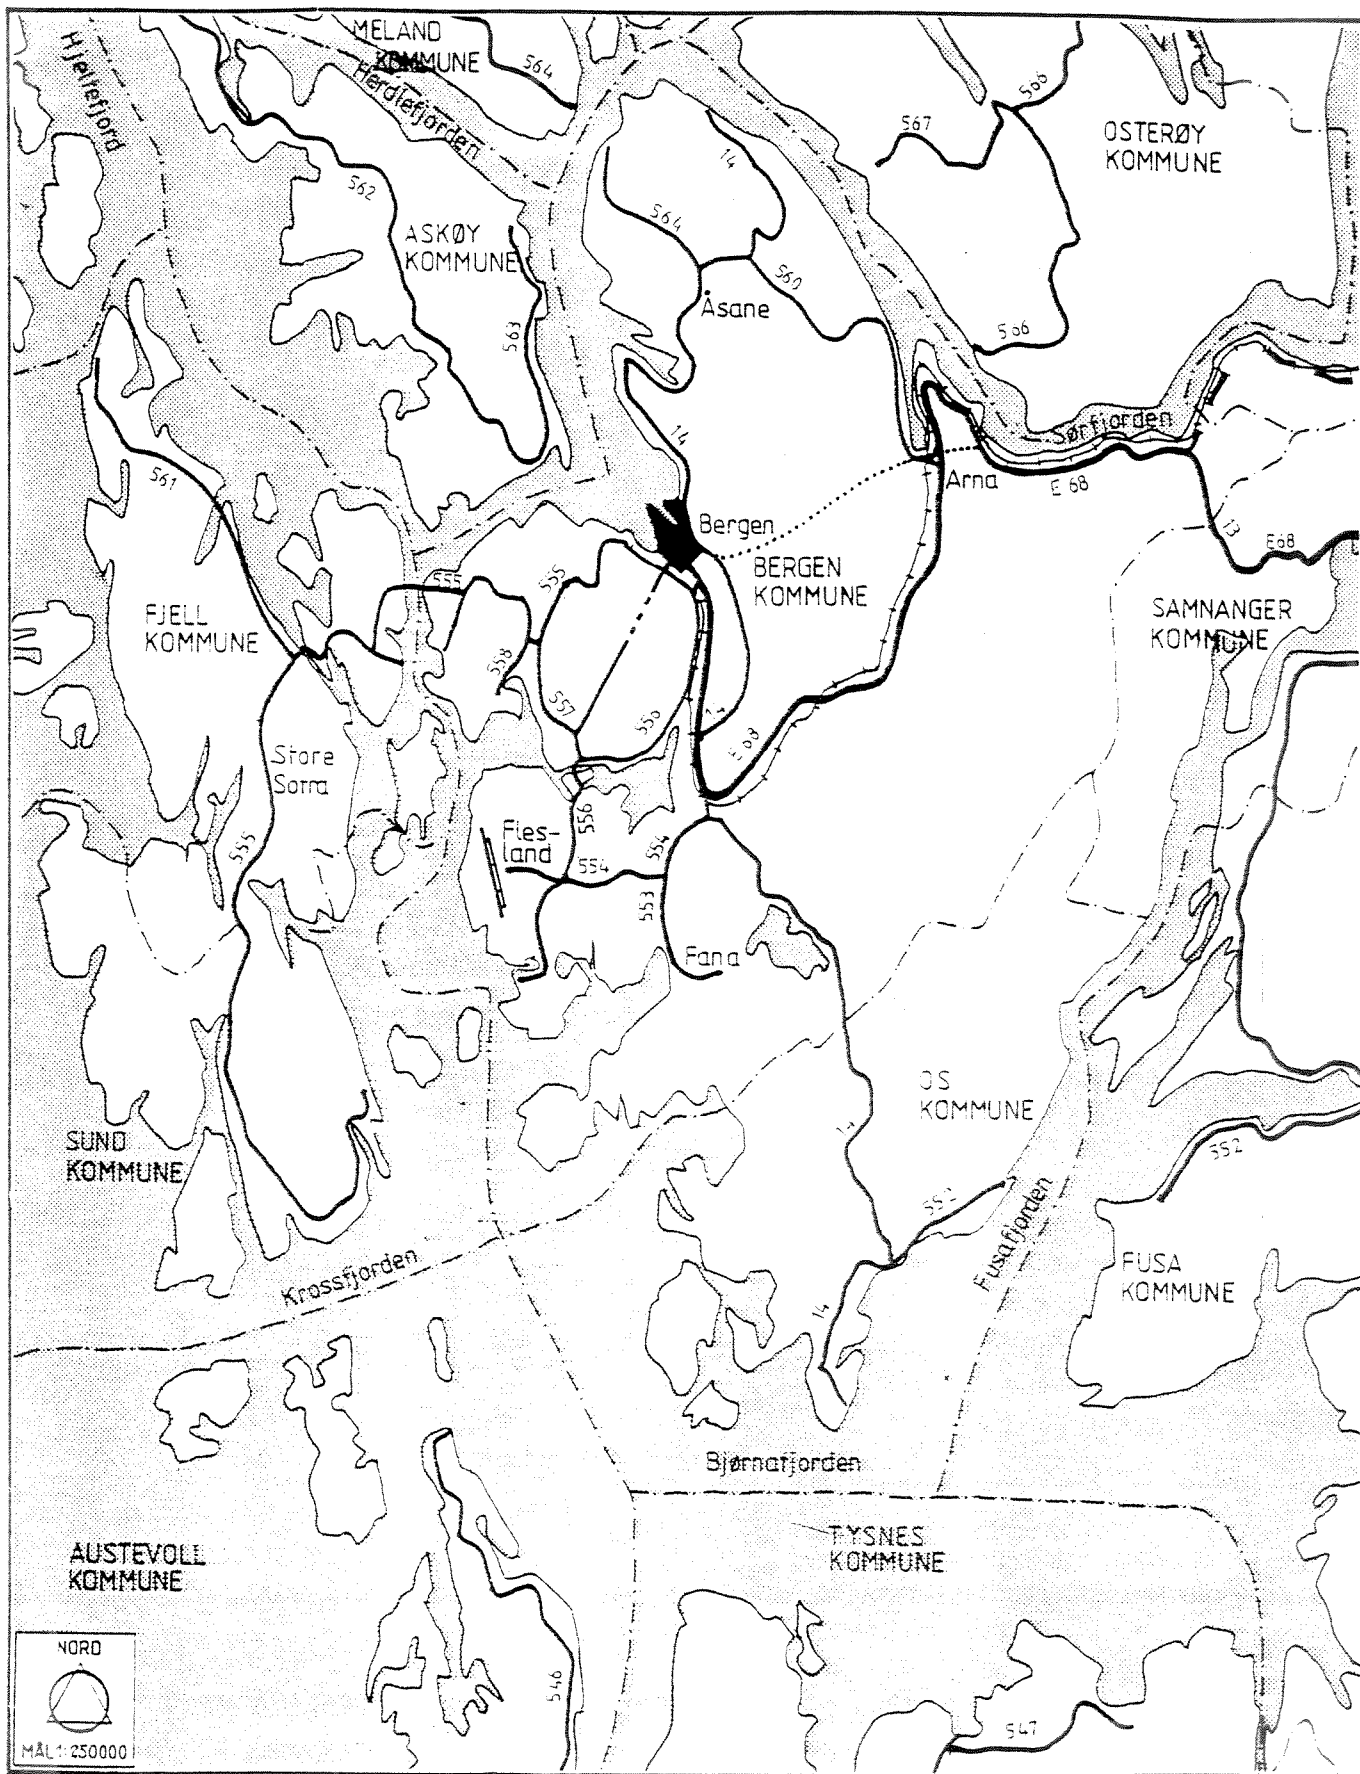 MELAND
KOMMUNE
564
Hjeltefjord
Herdlefjorden
566
567
OSTERØY
KOMMUNE
14
562
564
ASKØY
KOMMUNE
560
Åsane
563
566
14
Sørfjorden
561
Arna
E 68
Bergen
13
E68
BERGEN
KOMMUNE
555
555
FJELL
KOMMUNE
SAMNANGER
KOMMUNE
558
557
556
14
E 68
Store
Sotra
555
556
Fles-
land
554
554
553
Fana
OS
KOMMUNE
14
SUND
KOMMUNE
552
552
Fusafjorden
Krossfjorden
FUSA
KOMMUNE
14
Bjørnafjorden
TYSNES
KOMMUNE
AUSTEVOLL
KOMMUNE
NORD
546
547
MÅL 1:250000